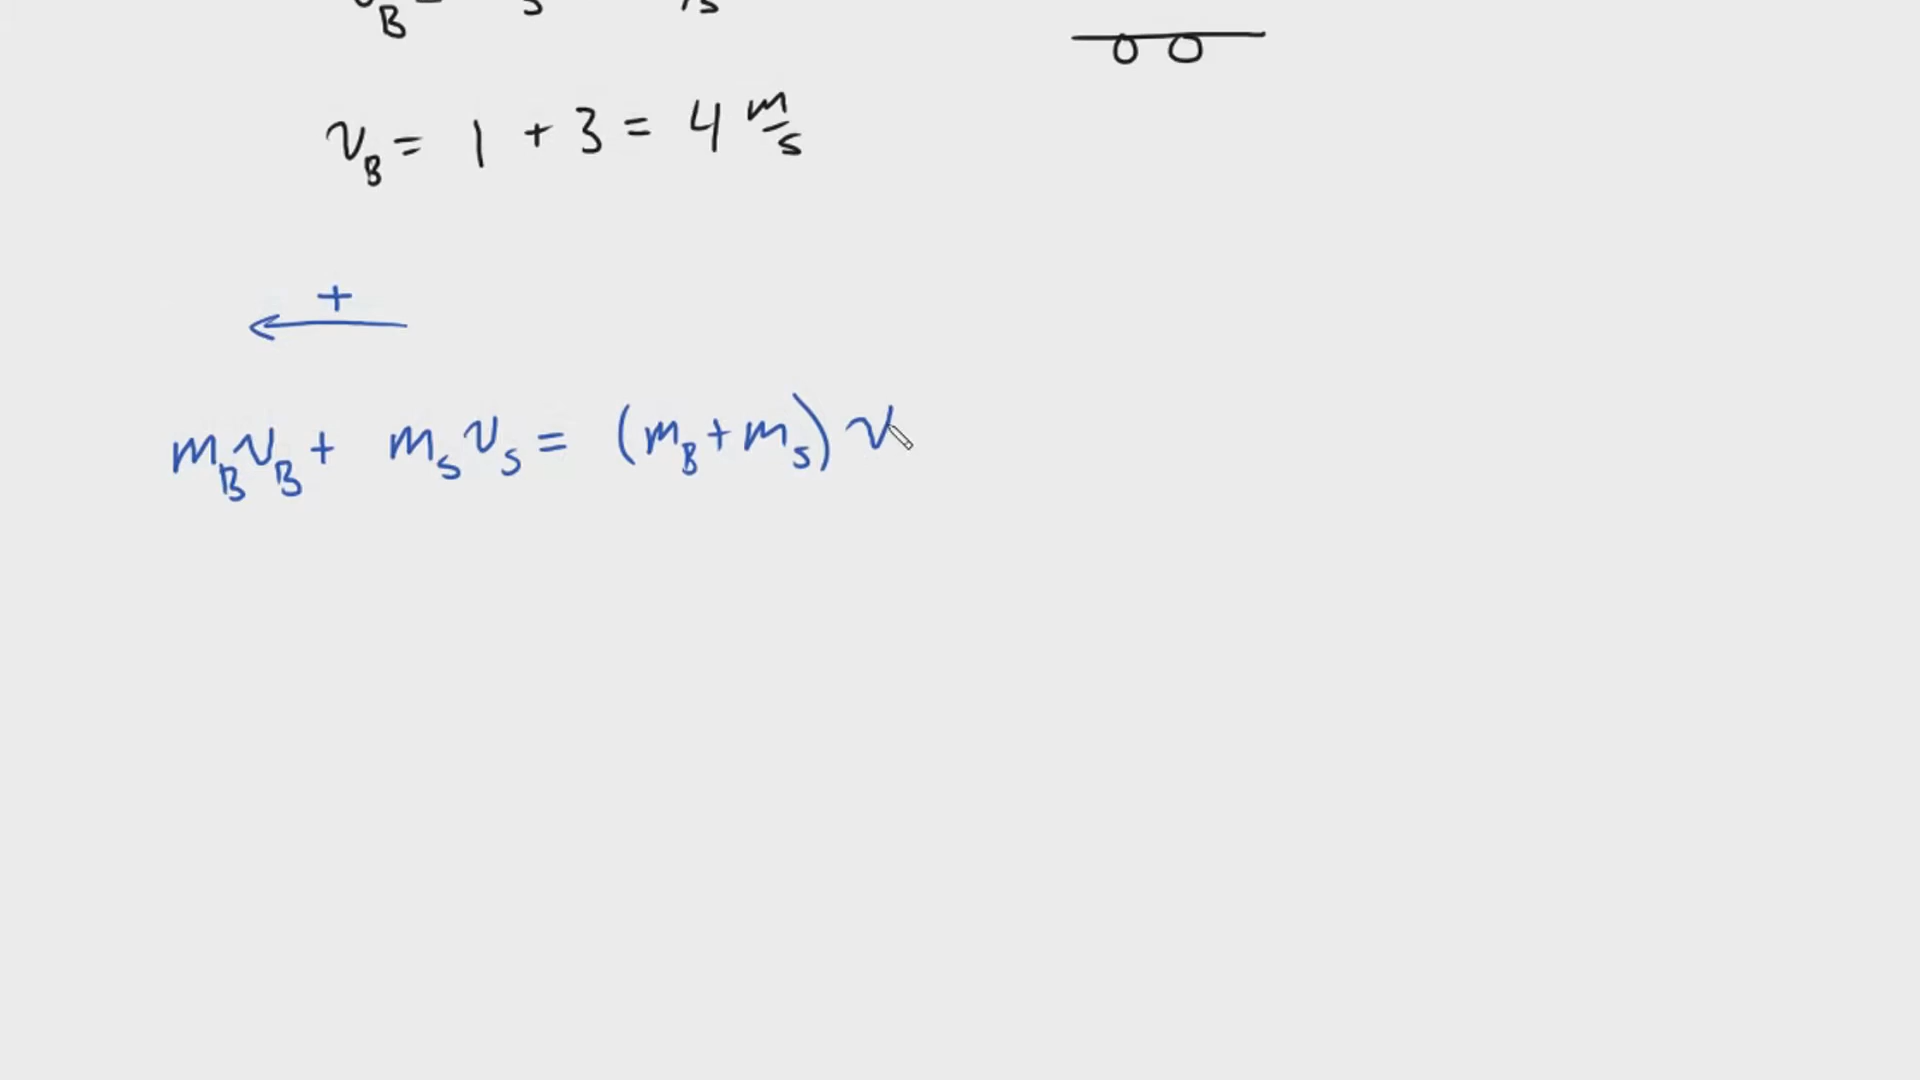 v_B = 1 + 3 = 4 m/s
+
m_B v_B + m_S v_S = (m_B + m_S) v